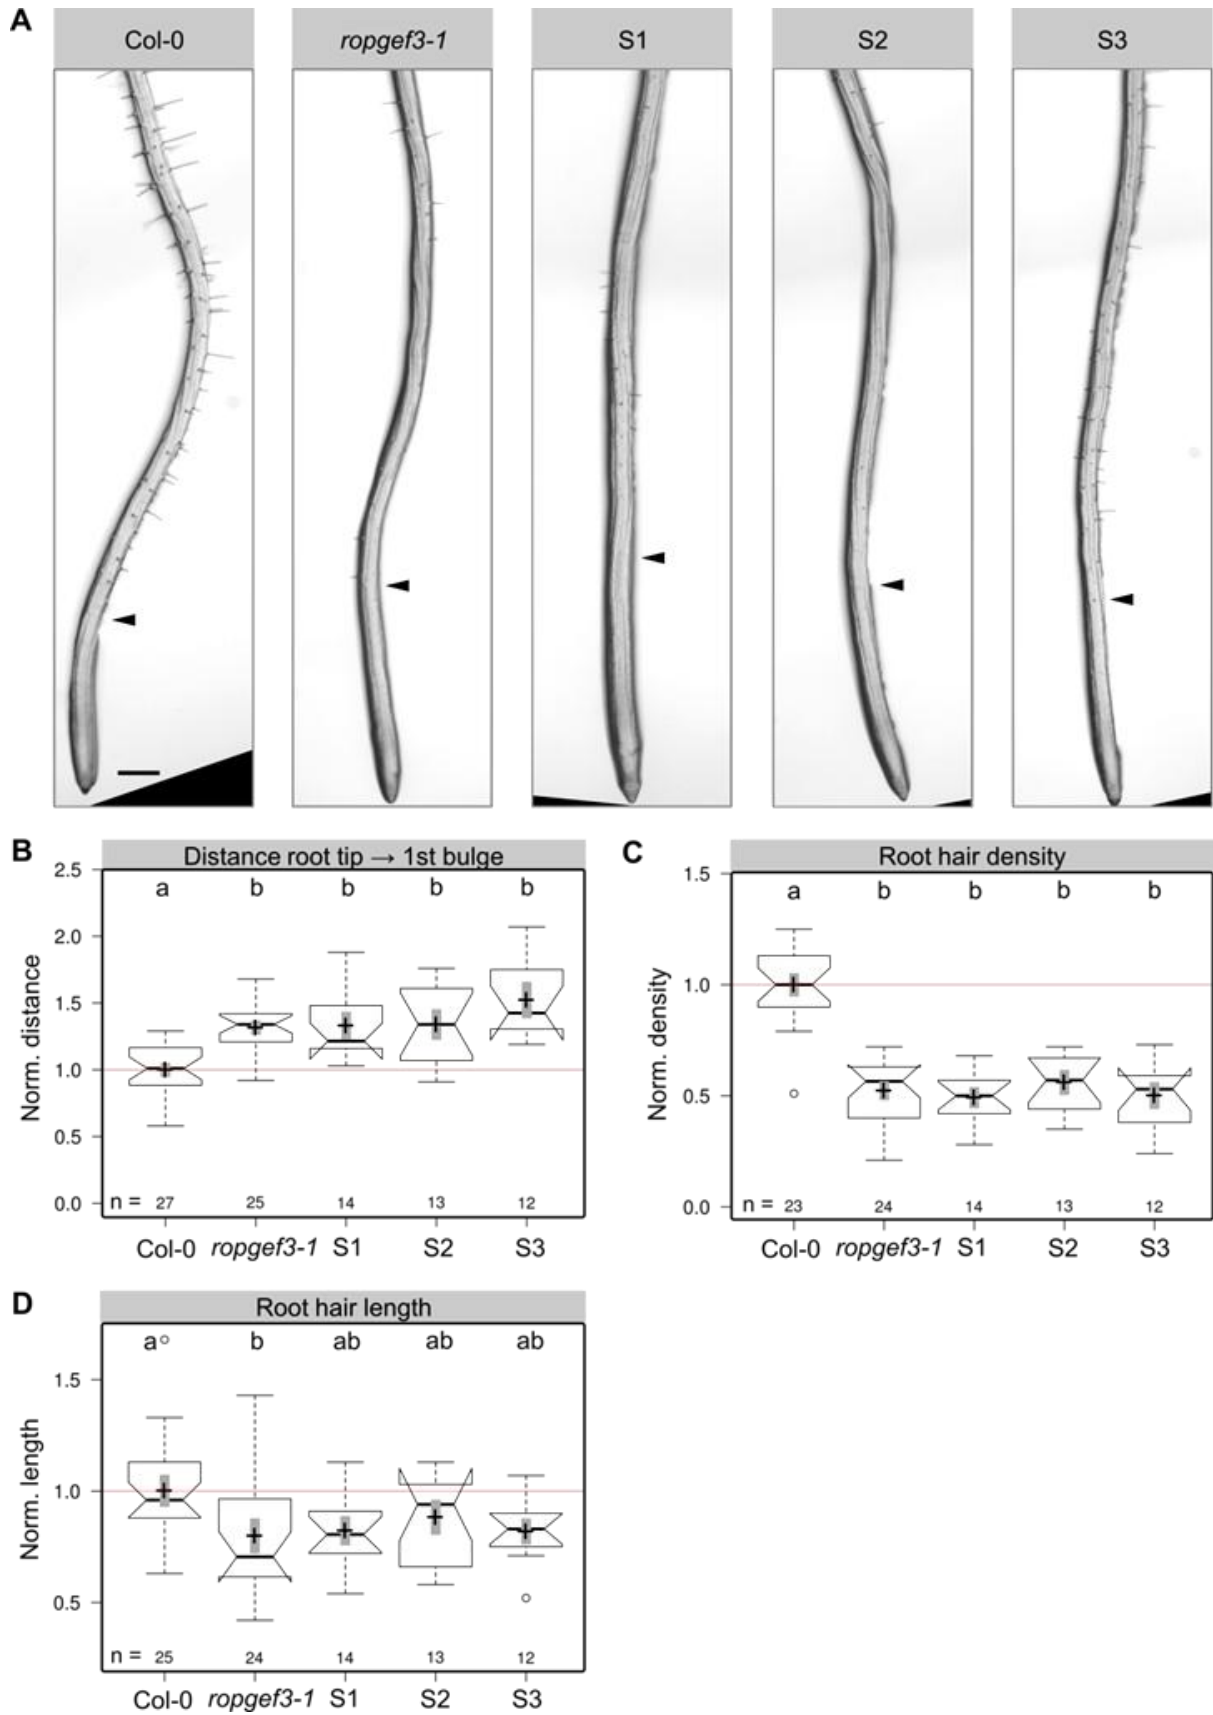 A
Col-0 ropgef3-1 S1 S2 S3
B
Distance root tip → 1st bulge
Norm. distance
2.5
2.0
1.5
1.0
0.5
0.0
a b b b b
n = 27 25 14 13 12
Col-0 ropgef3-1 S1 S2 S3
C
Root hair density
Norm. density
1.5
1.0
0.5
0.0
a b b b b
n = 23 24 14 13 12
Col-0 ropgef3-1 S1 S2 S3
D
Root hair length
Norm. length
1.5
1.0
0.5
a b ab ab ab
n = 25 24 14 13 12
Col-0 ropgef3-1 S1 S2 S3